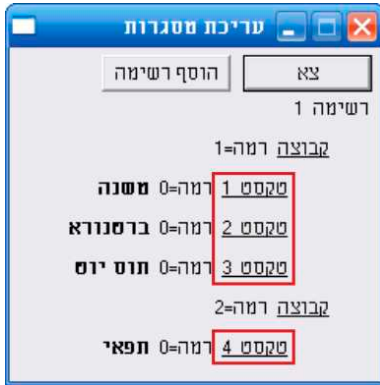 עריכת מסגרות
צא הוסף רשימה
רשימה 1
קבוצה רמה=1
טקסט 1 רמה=0 משנה
טקסט 2 רמה=0 ברטנורא
טקסט 3 רמה=0 תוס יוט
קבוצה רמה=2
טקסט 4 רמה=0 תפאי